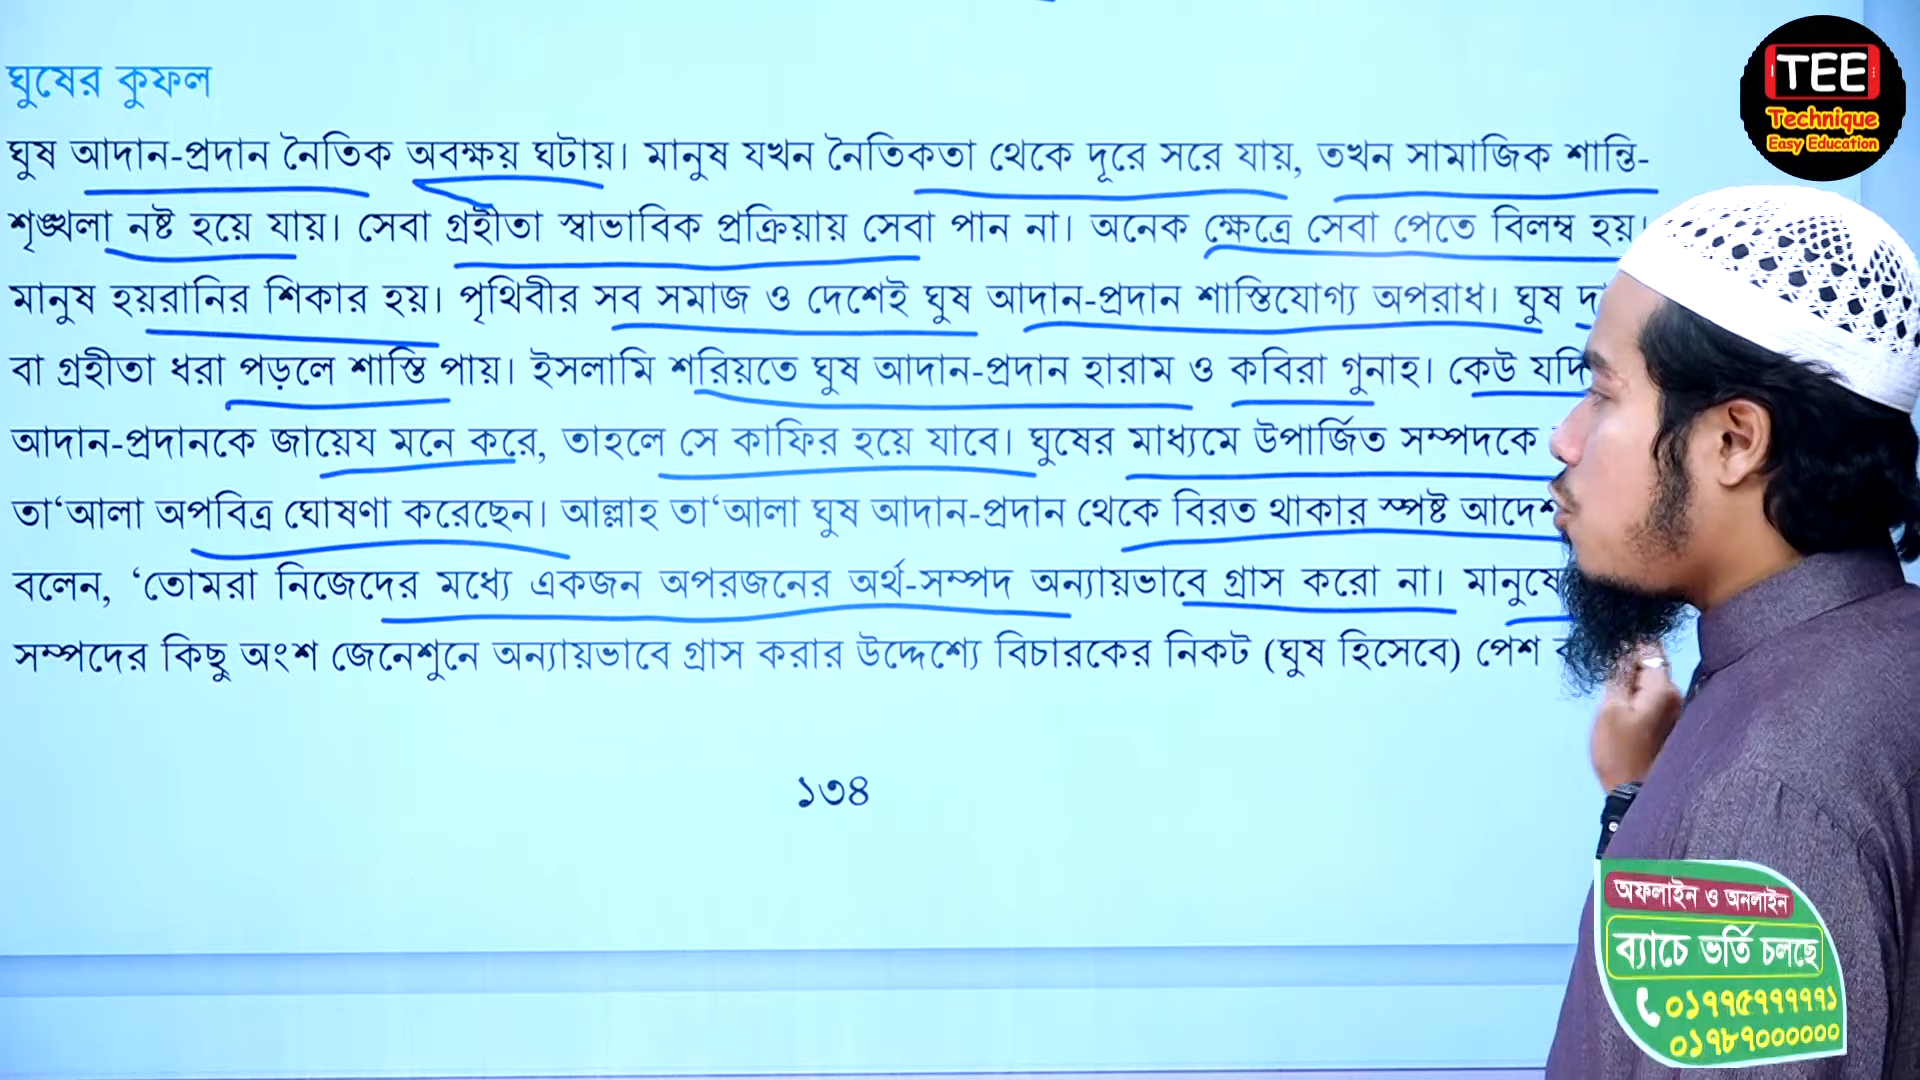 ঘুষের কুফল
ঘুষ আদান-প্রদান নৈতিক অবক্ষয় ঘটায়। মানুষ যখন নৈতিকতা থেকে দূরে সরে যায়, তখন সামাজিক শান্তি-
শৃঙ্খলা নষ্ট হয়ে যায়। সেবা গ্রহীতা স্বাভাবিক প্রক্রিয়ায় সেবা পান না। অনেক ক্ষেত্রে সেবা পেতে বিলম্ব হয়।
মানুষ হয়রানির শিকার হয়। পৃথিবীর সব সমাজ ও দেশেই ঘুষ আদান-প্রদান শাস্তিযোগ্য অপরাধ। ঘুষ
বা গ্রহীতা ধরা পড়লে শাস্তি পায়। ইসলামি শরিয়তে ঘুষ আদান-প্রদান হারাম ও কবিরা গুনাহ। কেউ যদি
আদান-প্রদানকে জায়েয মনে করে, তাহলে সে কাফির হয়ে যাবে। ঘুষের মাধ্যমে উপার্জিত সম্পদকে
তা‘আলা অপবিত্র ঘোষণা করেছেন। আল্লাহ তা‘আলা ঘুষ আদান-প্রদান থেকে বিরত থাকার স্পষ্ট
বলেন, ‘তোমরা নিজেদের মধ্যে একজন অপরজনের অর্থ-সম্পদ অন্যায়ভাবে গ্রাস করো না।
সম্পদের কিছু অংশ জেনেশুনে অন্যায়ভাবে গ্রাস করার উদ্দেশ্যে বিচারকের নিকট (ঘুষ হিসেবে) পেশ
১৩৪
TEE
Technique
Easy Education
অফলাইন ও অনলাইন
ব্যাচে ভর্তি চলছে
০১৭৭৫৭৭৭৭৭১
০১৭৮৭০০০০০০